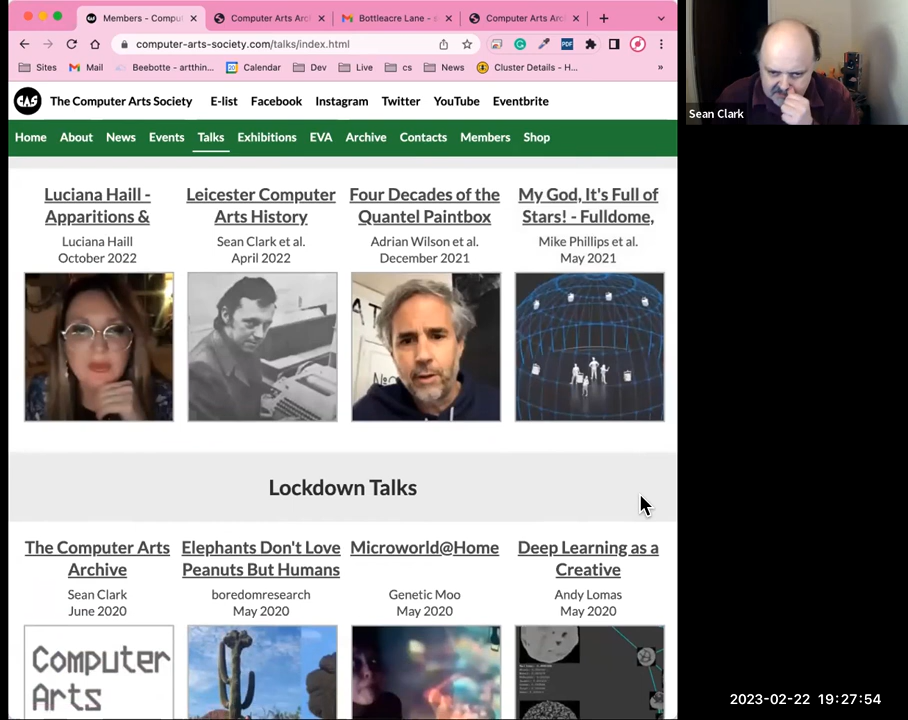 Members - Compu
Computer Arts Arc
Bottleacre Lane - s
Computer Arts Arc
computer-arts-society.com/talks/index.html
Sites
Mail
Beebotte - artthin...
Calendar
Dev
Live
cs
News
Cluster Details - H...
»
CAS
The Computer Arts Society
E-list
Facebook
Instagram
Twitter
YouTube
Eventbrite
Home
About
News
Events
Talks
Exhibitions
EVA
Archive
Contacts
Members
Shop
Luciana Haill -
Apparitions &
Luciana Haill
October 2022
Leicester Computer
Arts History
Sean Clark et al.
April 2022
Four Decades of the
Quantel Paintbox
Adrian Wilson et al.
December 2021
My God, It's Full of
Stars! - Fulldome,
Mike Phillips et al.
May 2021
Lockdown Talks
The Computer Arts
Archive
Sean Clark
June 2020
Computer
Arts
Elephants Don't Love
Peanuts But Humans
boredomresearch
May 2020
Microworld@Home
Genetic Moo
May 2020
Deep Learning as a
Creative
Andy Lomas
May 2020
Sean Clark
2023-02-22 19:27:54